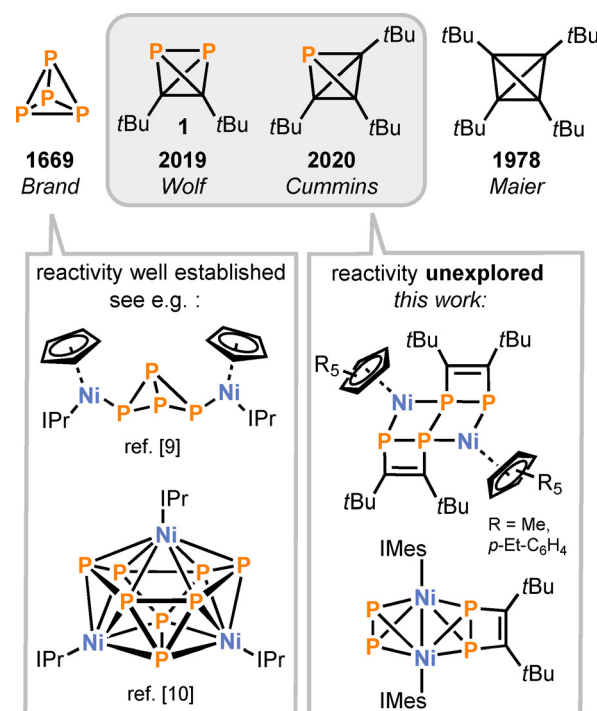 P P P P
P P tBu tBu 1
P tBu tBu tBu
tBu tBu tBu tBu
1669 2019 2020 1978
Brand Wolf Cummins Maier
reactivity well established
see e.g. :
Ni Ni
P P P P
IPr IPr
ref. [9]
IPr
Ni
P P P P
P P
P
Ni Ni
IPr P IPr
ref. [10]
reactivity unexplored
this work:
tBu tBu
R5
Ni P P
P P Ni
R5
tBu tBu
R = Me,
p-Et-C6H4
IMes
tBu
Ni
P P
P P
Ni
tBu
IMes